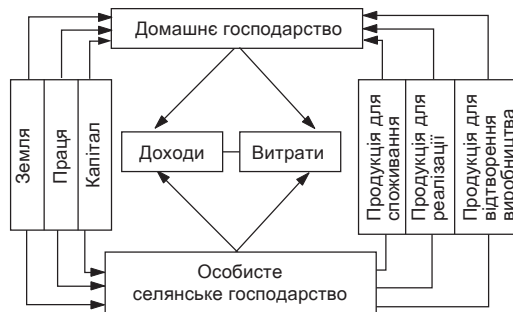 Домашнє господарство
Земля
Праця
Капітал
Доходи
Витрати
Продукція для
споживання
Продукція для
реалізації
Продукція для
відтворення
виробництва
Особисте
селянське господарство